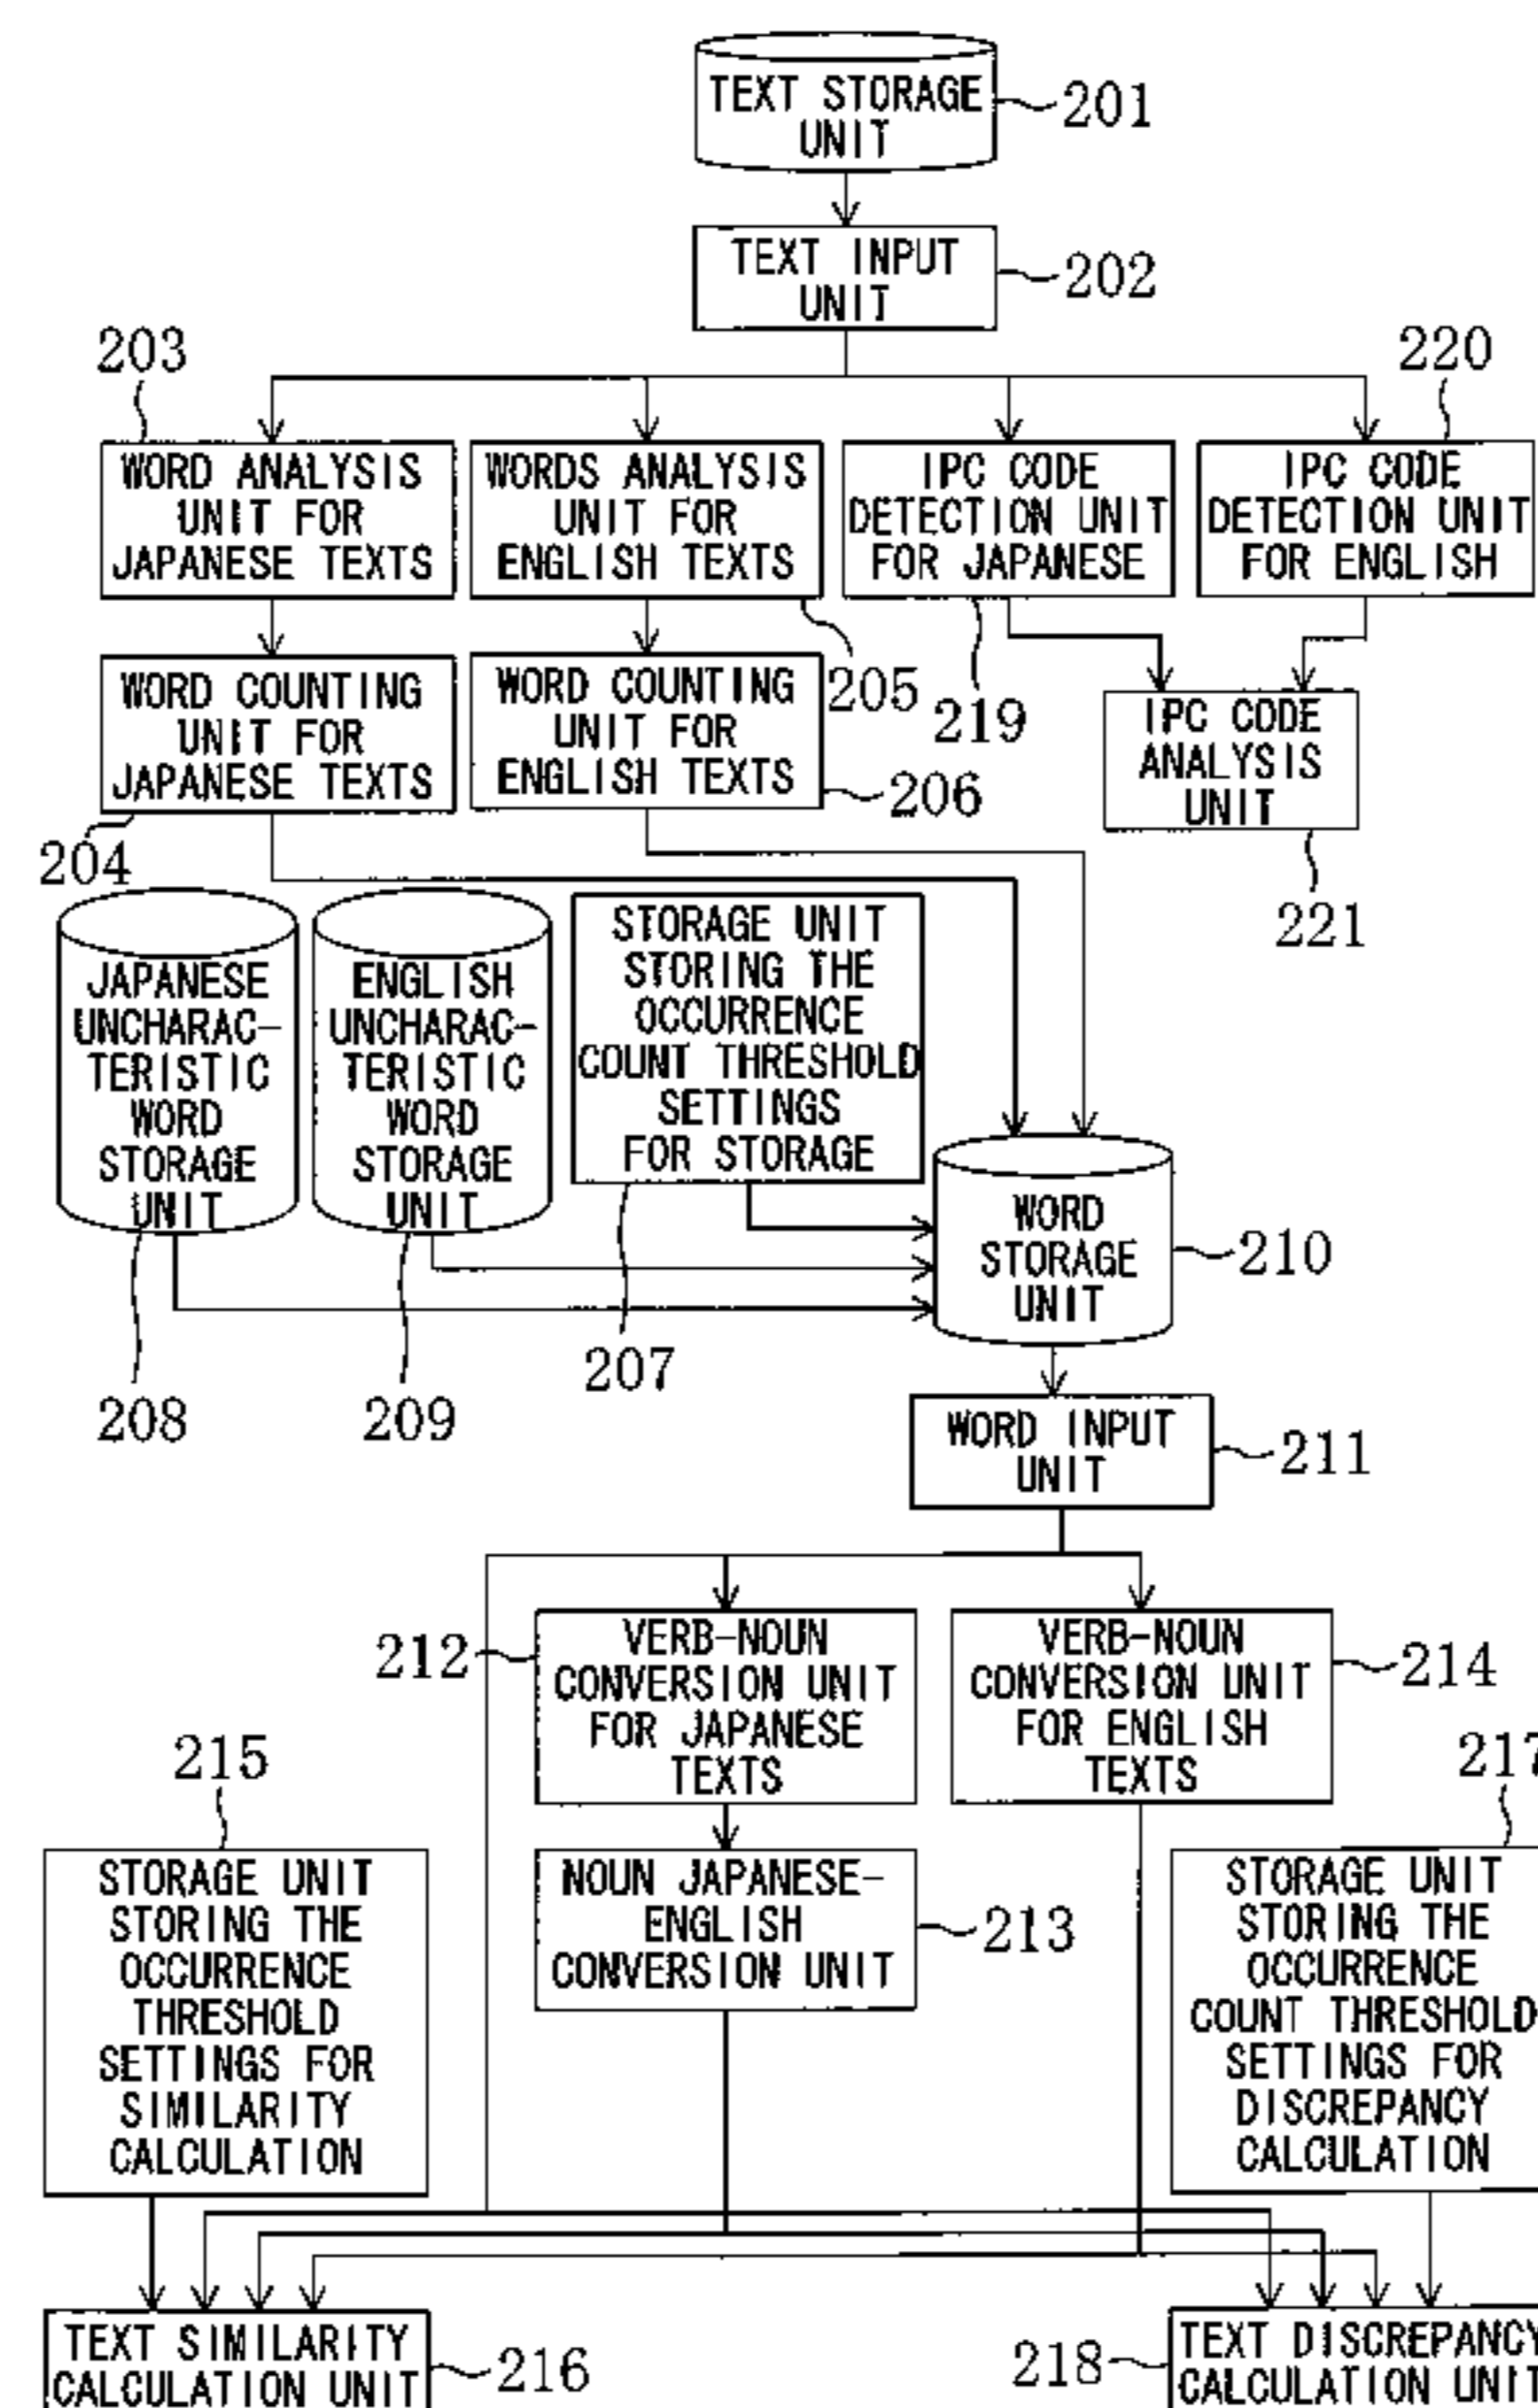 TEXT STORAGE
UNIT
201
TEXT INPUT
UNIT
202
203
220
WORD ANALYSIS
UNIT FOR
JAPANESE TEXTS
WORDS ANALYSIS
UNIT FOR
ENGLISH TEXTS
IPC CODE
DETECTION UNIT
FOR JAPANESE
IPC CODE
DETECTION UNIT
FOR ENGLISH
205
219
WORD COUNTING
UNIT FOR
JAPANESE TEXTS
WORD COUNTING
UNIT FOR
ENGLISH TEXTS
IPC CODE
ANALYSIS
UNIT
204
206
221
JAPANESE
UNCHARAC-
TERISTIC
WORD
STORAGE
UNIT
ENGLISH
UNCHARAC-
TERISTIC
WORD
STORAGE
UNIT
STORAGE UNIT
STORING THE
OCCURRENCE
COUNT THRESHOLD
SETTINGS
FOR STORAGE
WORD
STORAGE
UNIT
210
208
209
207
WORD INPUT
UNIT
211
212
VERB-NOUN
CONVERSION UNIT
FOR JAPANESE
TEXTS
VERB-NOUN
CONVERSION UNIT
FOR ENGLISH
TEXTS
214
215
217
STORAGE UNIT
STORING THE
OCCURRENCE
THRESHOLD
SETTINGS FOR
SIMILARITY
CALCULATION
NOUN JAPANESE-
ENGLISH
CONVERSION UNIT
213
STORAGE UNIT
STORING THE
OCCURRENCE
COUNT THRESHOLD
SETTINGS FOR
DISCREPANCY
CALCULATION
TEXT SIMILARITY
CALCULATION UNIT
216
218
TEXT DISCREPANCY
CALCULATION UNIT